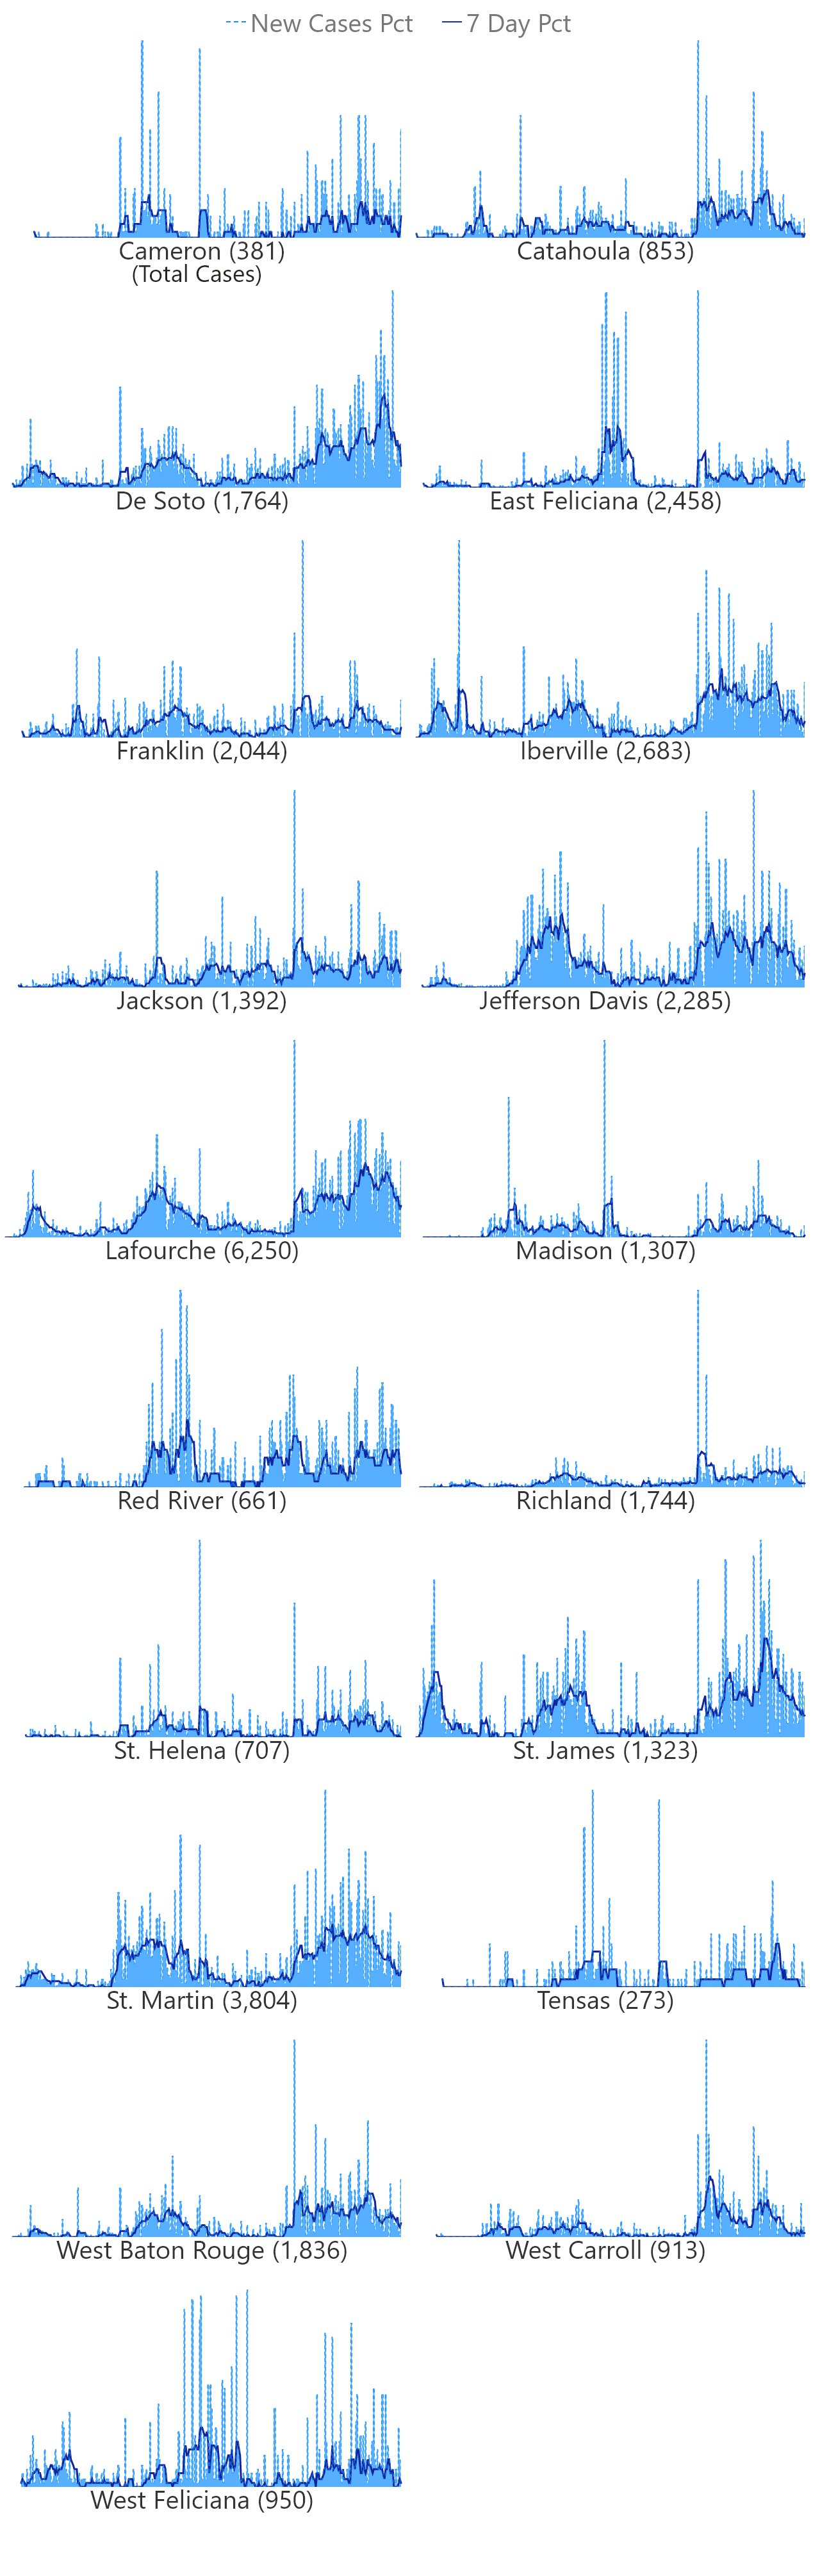 New Cases Pct 7 Day Pct
Cameron (381) Catahoula (853)
(Total Cases)
De Soto (1,764) East Feliciana (2,458)
Franklin (2,044) Iberville (2,683)
Jackson (1,392) Jefferson Davis (2,285)
Lafourche (6,250) Madison (1,307)
Red River (661) Richland (1,744)
St. Helena (707) St. James (1,323)
St. Martin (3,804) Tensas (273)
West Baton Rouge (1,836) West Carroll (913)
West Feliciana (950)